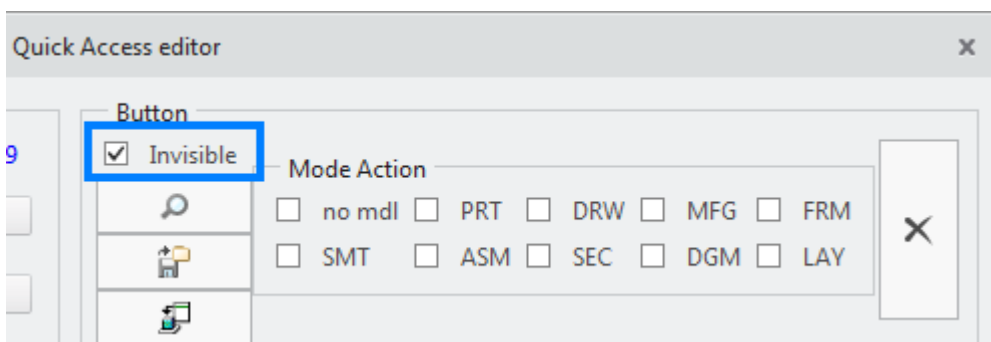 Quick Access editor
Button
9
Invisible
Mode Action
no mdl PRT DRW MFG FRM
SMT ASM SEC DGM LAY